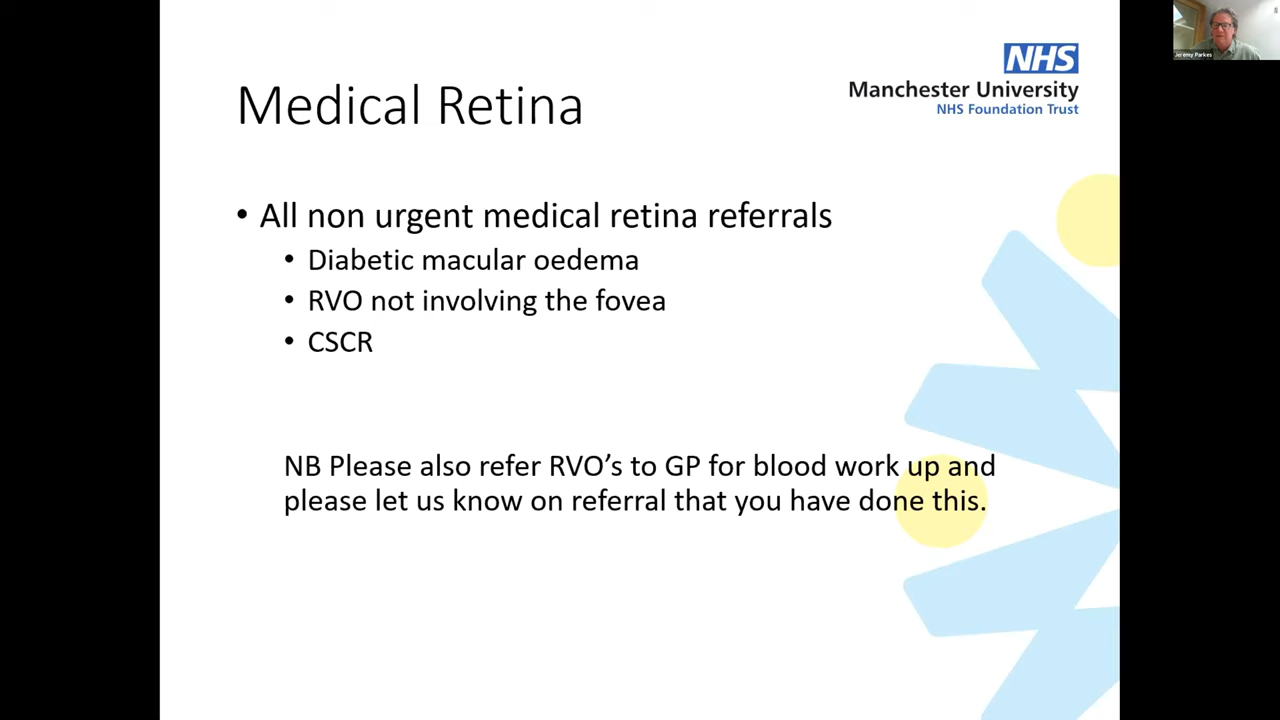 NHS
Manchester University
NHS Foundation Trust
Jeremy Parkes
Medical Retina
• All non urgent medical retina referrals
• Diabetic macular oedema
• RVO not involving the fovea
• CSCR
NB Please also refer RVO’s to GP for blood work up and
please let us know on referral that you have done this.